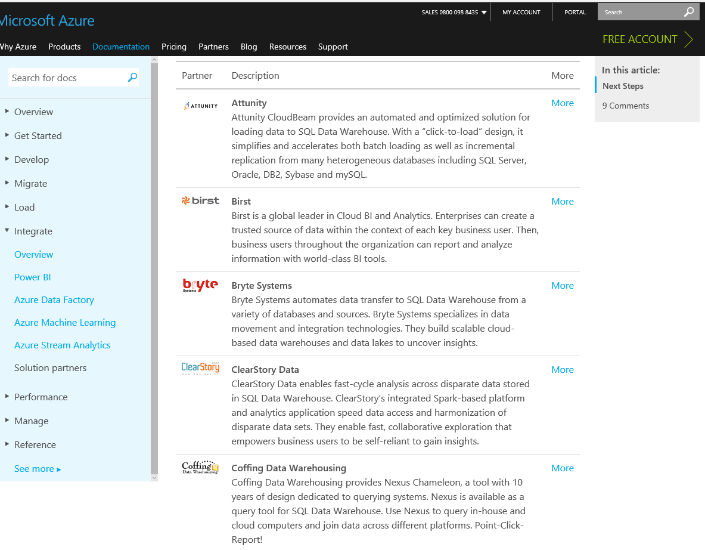 Microsoft Azure
SALES 0800 098 8435
MY ACCOUNT
PORTAL
Search
Why Azure Products Documentation Pricing Partners Blog Resources Support
FREE ACCOUNT
Search for docs
Overview
Get Started
Develop
Migrate
Load
Integrate
Overview
Power BI
Azure Data Factory
Azure Machine Learning
Azure Stream Analytics
Solution partners
Performance
Manage
Reference
See more
Partner Description More
ATTUNITY
Attunity More
Attunity CloudBeam provides an automated and optimized solution for
loading data to SQL Data Warehouse. With a "click-to-load" design, it
simplifies and accelerates both batch loading as well as incremental
replication from many heterogeneous databases including SQL Server,
Oracle, DB2, Sybase and mySQL.
birst
Birst More
Birst is a global leader in Cloud BI and Analytics. Enterprises can create a
trusted source of data within the context of each key business user. Then,
business users throughout the organization can report and analyze
information with world-class BI tools.
bryte
Bryte Systems More
Bryte Systems automates data transfer to SQL Data Warehouse from a
variety of databases and sources. Bryte Systems specializes in data
movement and integration technologies. They build scalable cloud-
based data warehouses and data lakes to uncover insights.
ClearStory
ClearStory Data More
ClearStory Data enables fast-cycle analysis across disparate data stored
in SQL Data Warehouse. ClearStory's integrated Spark-based platform
and analytics application speed data access and harmonization of
disparate data sets. They enable fast, collaborative exploration that
empowers business users to be self-reliant to gain insights.
Coffing
Data Warehousing
Coffing Data Warehousing More
Coffing Data Warehousing provides Nexus Chameleon, a tool with 10
years of design dedicated to querying systems. Nexus is available as a
query tool for SQL Data Warehouse. Use Nexus to query in-house and
cloud computers and join data across different platforms. Point-Click-
Report!
In this article:
Next Steps
9 Comments